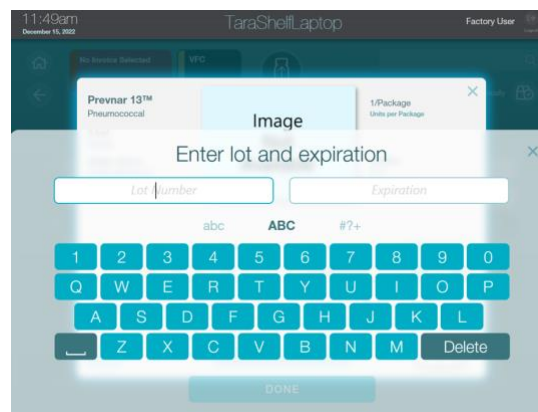 11:49am
December 15, 2022
TaraShelfLaptop
Factory User
No Invoice Selected
VFC
Prevnar 13™
Pneumococcal
Image
1/Package
Units per Package
Enter lot and expiration
Lot Number
Expiration
abc
ABC
#?+
1 2 3 4 5 6 7 8 9 0
Q W E R T Y U I O P
A S D F G H J K L
Z X C V B N M Delete
DONE